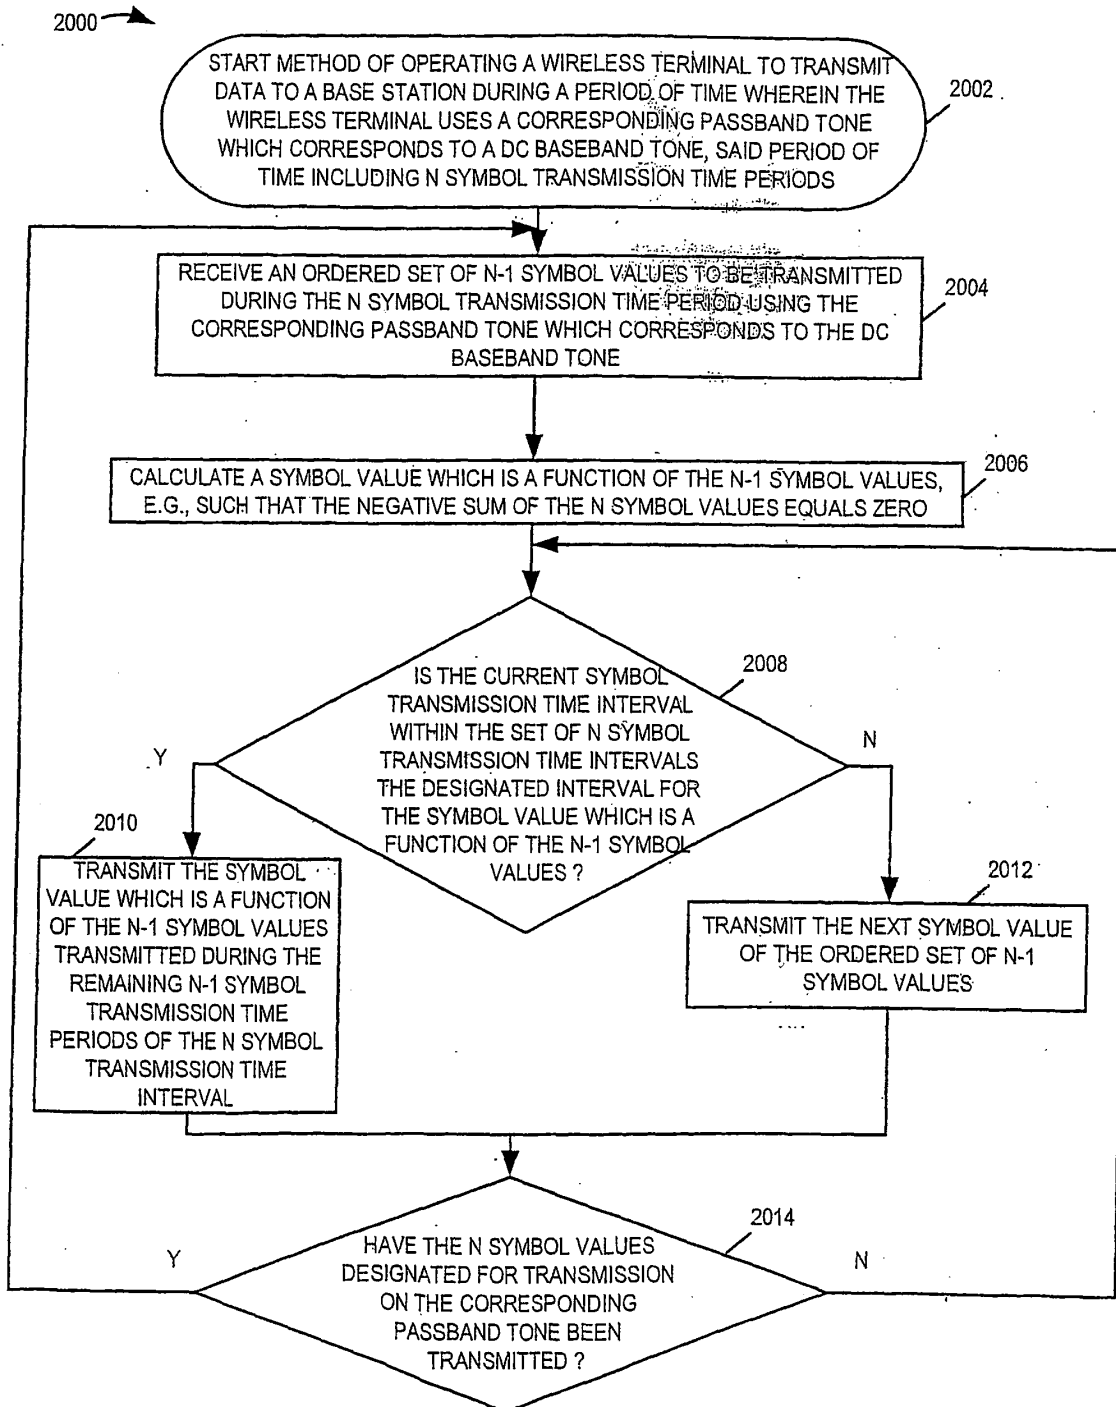 2000
START METHOD OF OPERATING A WIRELESS TERMINAL TO TRANSMIT
DATA TO A BASE STATION DURING A PERIOD OF TIME WHEREIN THE
WIRELESS TERMINAL USES A CORRESPONDING PASSBAND TONE
WHICH CORRESPONDS TO A DC BASEBAND TONE, SAID PERIOD OF
TIME INCLUDING N SYMBOL TRANSMISSION TIME PERIODS
2002
RECEIVE AN ORDERED SET OF N-1 SYMBOL VALUES TO BE TRANSMITTED
DURING THE N SYMBOL TRANSMISSION TIME PERIOD USING THE
CORRESPONDING PASSBAND TONE WHICH CORRESPONDS TO THE DC
BASEBAND TONE
2004
CALCULATE A SYMBOL VALUE WHICH IS A FUNCTION OF THE N-1 SYMBOL VALUES,
E.G., SUCH THAT THE NEGATIVE SUM OF THE N SYMBOL VALUES EQUALS ZERO
2006
IS THE CURRENT SYMBOL
TRANSMISSION TIME INTERVAL
WITHIN THE SET OF N SYMBOL
TRANSMISSION TIME INTERVALS
THE DESIGNATED INTERVAL FOR
THE SYMBOL VALUE WHICH IS A
FUNCTION OF THE N-1 SYMBOL
VALUES ?
2008
Y
N
2010
TRANSMIT THE SYMBOL
VALUE WHICH IS A FUNCTION
OF THE N-1 SYMBOL VALUES
TRANSMITTED DURING THE
REMAINING N-1 SYMBOL
TRANSMISSION TIME
PERIODS OF THE N SYMBOL
TRANSMISSION TIME
INTERVAL
2012
TRANSMIT THE NEXT SYMBOL VALUE
OF THE ORDERED SET OF N-1
SYMBOL VALUES
2014
HAVE THE N SYMBOL VALUES
DESIGNATED FOR TRANSMISSION
ON THE CORRESPONDING
PASSBAND TONE BEEN
TRANSMITTED ?
Y
N